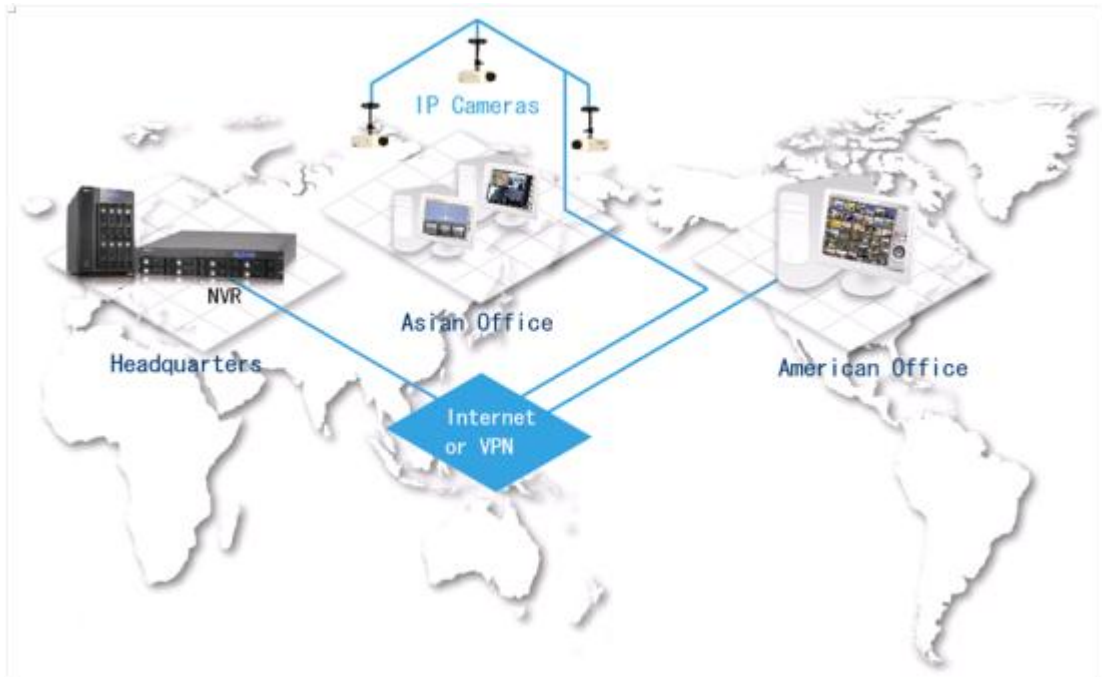 IP Cameras
NVR
Asian Office
Headquarters
American Office
Internet
or VPN